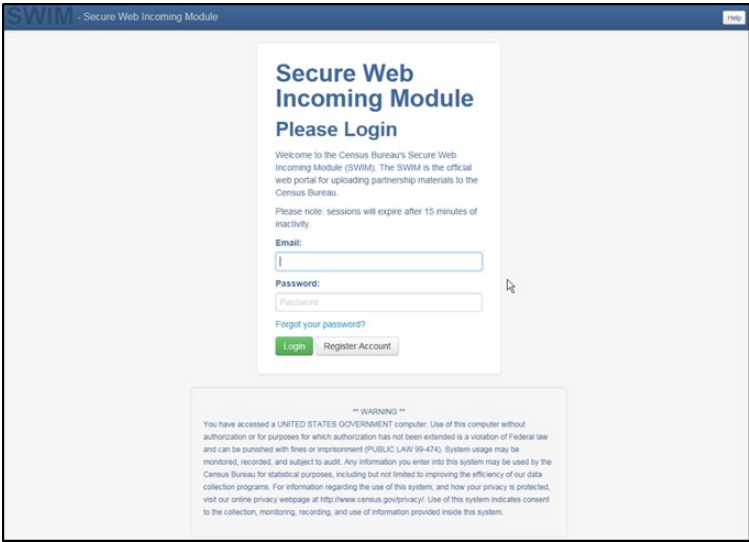 SWIM - Secure Web Incoming Module
Help
Secure Web
Incoming Module
Please Login
Welcome to the Census Bureau's Secure Web
Incoming Module (SWIM). The SWIM is the official
web portal for uploading partnership materials to the
Census Bureau.
Please note: sessions will expire after 15 minutes of
inactivity.
Email:
Password:
Password
Forgot your password?
Login
Register Account
** WARNING **
You have accessed a UNITED STATES GOVERNMENT computer. Use of this computer without
authorization or for purposes for which authorization has not been extended is a violation of Federal law
and can be punished with fines or imprisonment (PUBLIC LAW 99-474). System usage may be
monitored, recorded, and subject to audit. Any information you enter into this system may be used by the
Census Bureau for statistical purposes, including but not limited to improving the efficiency of our data
collection programs. For information regarding the use of this system, and how your privacy is protected,
visit our online privacy webpage at http://www.census.gov/privacy/. Use of this system indicates consent
to the collection, monitoring, recording, and use of information provided inside this system.